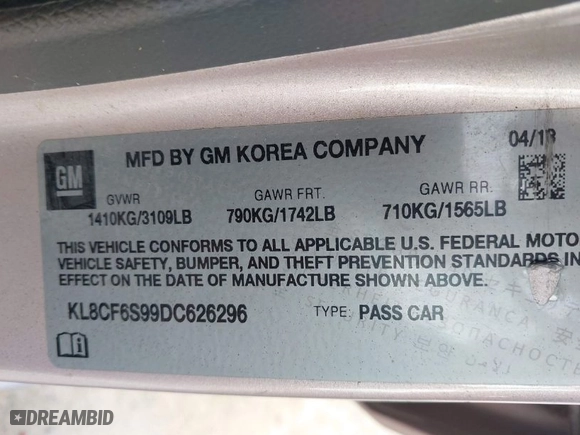 04/13
GM
MFD BY GM KOREA COMPANY
GVWR GAWR FRT. GAWR RR.
1410KG/3109LB 790KG/1742LB 710KG/1565LB
THIS VEHICLE CONFORMS TO ALL APPLICABLE U.S. FEDERAL MOTO
VEHICLE SAFETY, BUMPER, AND THEFT PREVENTION STANDARDS IN
EFFECT ON THE DATE OF MANUFACTURE SHOWN ABOVE.
KL8CF6S99DC626296 TYPE: PASS CAR
DREAMBID